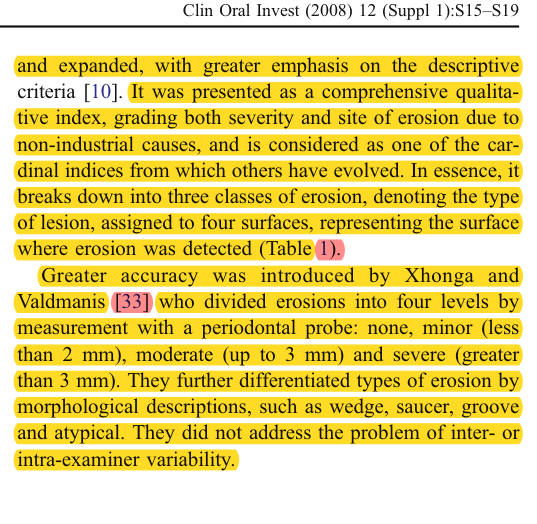 Clin Oral Invest (2008) 12 (Suppl 1):S15–S19
and expanded, with greater emphasis on the descriptive
criteria [10]. It was presented as a comprehensive qualita-
tive index, grading both severity and site of erosion due to
non-industrial causes, and is considered as one of the car-
dinal indices from which others have evolved. In essence, it
breaks down into three classes of erosion, denoting the type
of lesion, assigned to four surfaces, representing the surface
where erosion was detected (Table 1).
Greater accuracy was introduced by Xhonga and
Valdmanis [33] who divided erosions into four levels by
measurement with a periodontal probe: none, minor (less
than 2 mm), moderate (up to 3 mm) and severe (greater
than 3 mm). They further differentiated types of erosion by
morphological descriptions, such as wedge, saucer, groove
and atypical. They did not address the problem of inter- or
intra-examiner variability.